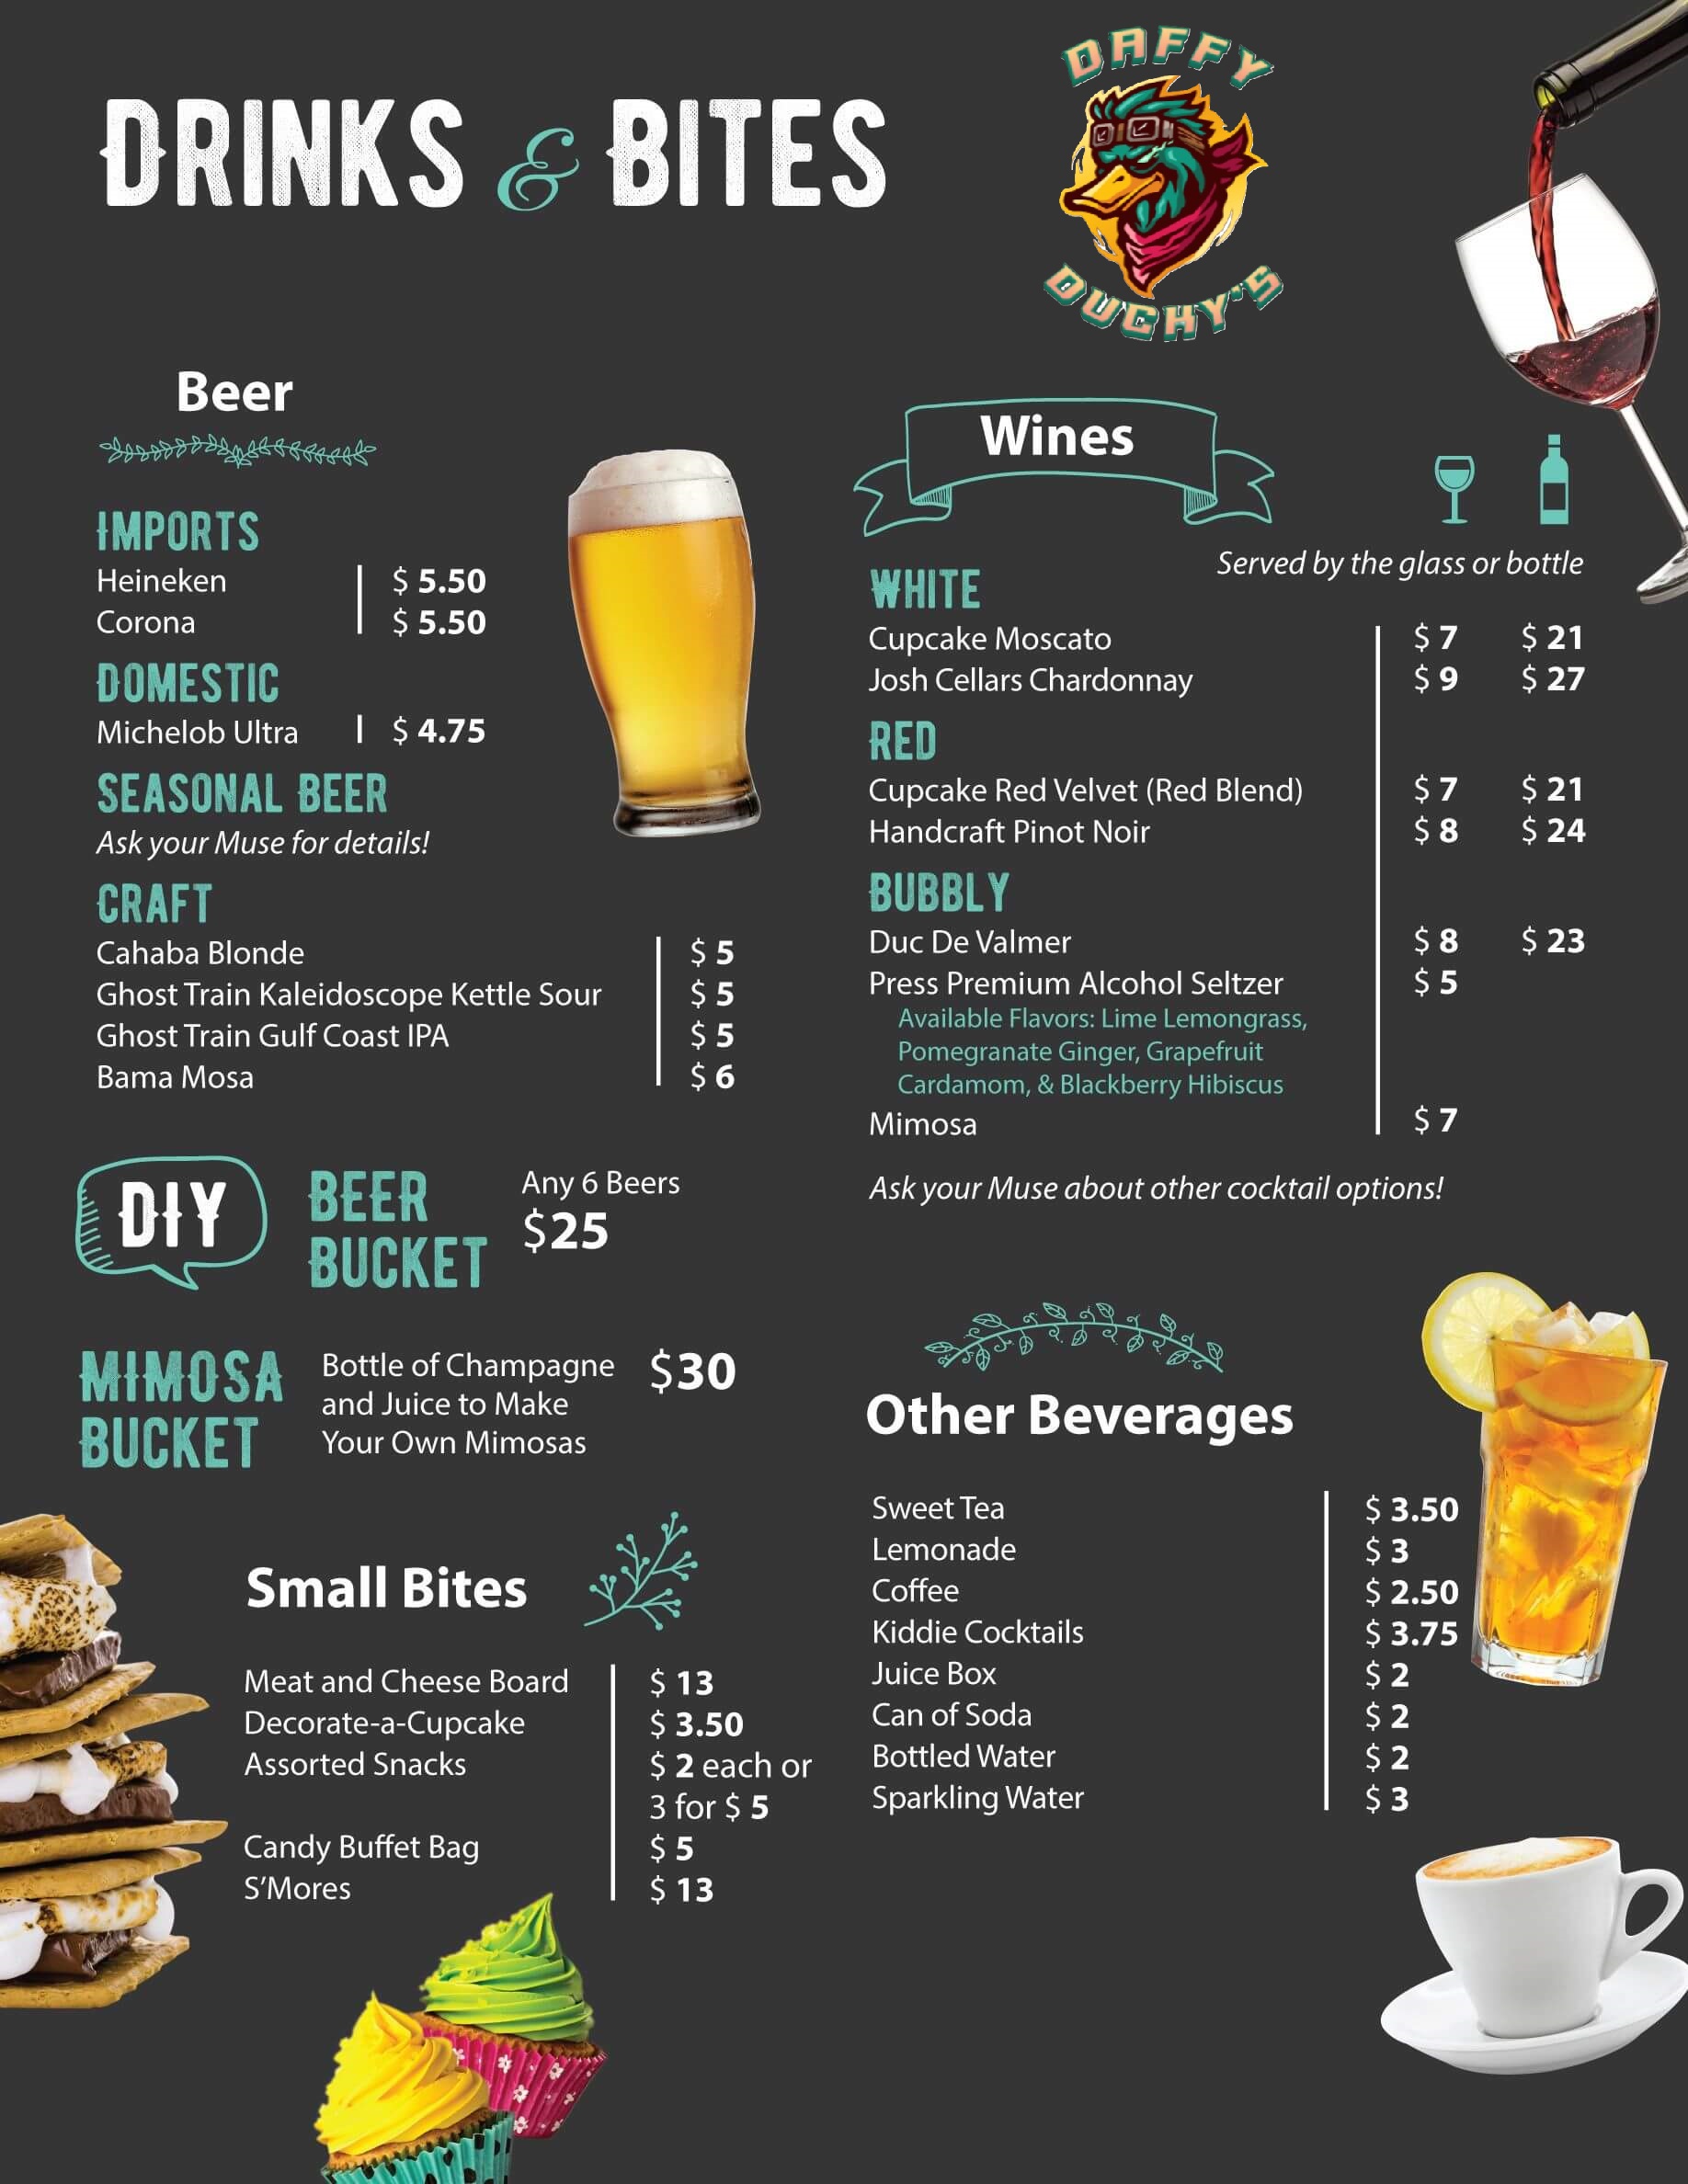 DRINKS & BITES
DAFFY
DUCHY'S
Beer
IMPORTS
Heineken $ 5.50
Corona $ 5.50
DOMESTIC
Michelob Ultra $ 4.75
SEASONAL BEER
Ask your Muse for details!
CRAFT
Cahaba Blonde $ 5
Ghost Train Kaleidoscope Kettle Sour $ 5
Ghost Train Gulf Coast IPA $ 5
Bama Mosa $ 6
DIY
BEER
BUCKET
Any 6 Beers
$25
MIMOSA
BUCKET
Bottle of Champagne $30
and Juice to Make
Your Own Mimosas
Small Bites
Meat and Cheese Board $ 13
Decorate-a-Cupcake $ 3.50
Assorted Snacks $ 2 each or
3 for $ 5
Candy Buffet Bag $ 5
S'Mores $ 13
Wines
Served by the glass or bottle
WHITE
Cupcake Moscato $ 7 $ 21
Josh Cellars Chardonnay $ 9 $ 27
RED
Cupcake Red Velvet (Red Blend) $ 7 $ 21
Handcraft Pinot Noir $ 8 $ 24
BUBBLY
Duc De Valmer $ 8 $ 23
Press Premium Alcohol Seltzer $ 5
Available Flavors: Lime Lemongrass,
Pomegranate Ginger, Grapefruit
Cardamom, & Blackberry Hibiscus
Mimosa $ 7
Ask your Muse about other cocktail options!
Other Beverages
Sweet Tea $ 3.50
Lemonade $ 3
Coffee $ 2.50
Kiddie Cocktails $ 3.75
Juice Box $ 2
Can of Soda $ 2
Bottled Water $ 2
Sparkling Water $ 3